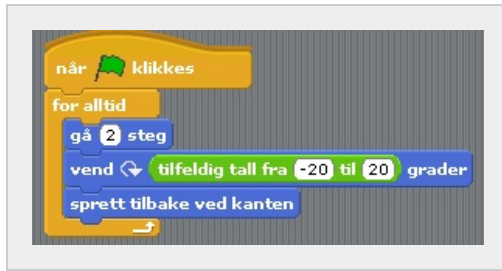 når klikkes
for alltid
gå 2 steg
vend tilfeldig tall fra -20 til 20 grader
sprett tilbake ved kanten